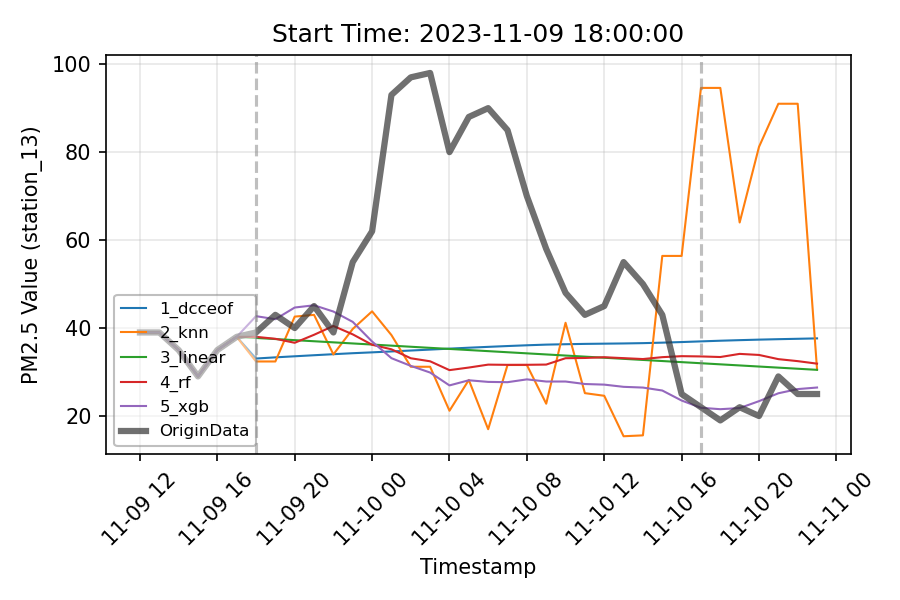 Start Time: 2023-11-09 18:00:00
PM2.5 Value (station_13)
100
80
60
40
20
1_dcceof
2_knn
3_linear
4_rf
5_xgb
OriginData
11-09 12
11-09 16
11-09 20
11-10 00
11-10 04
11-10 08
11-10 12
11-10 16
11-10 20
11-11 00
Timestamp